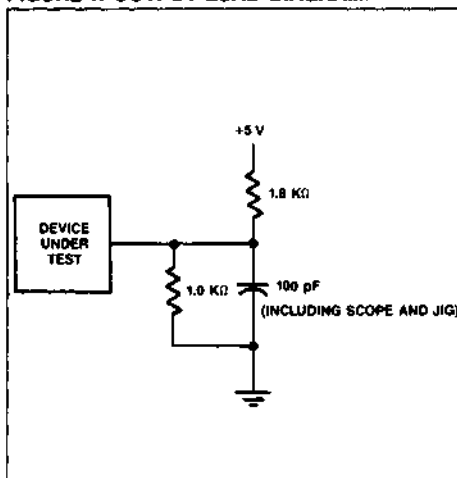 +5 V
1.8 KΩ
DEVICE
UNDER
TEST
1.0 KΩ
100 pF
(INCLUDING SCOPE AND JIG)